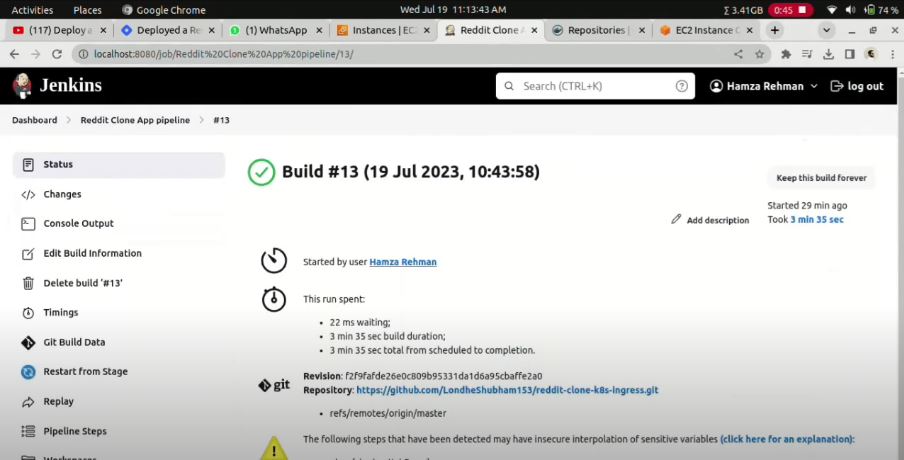 Activities Places Google Chrome Wed Jul 19 11:13:43 AM Σ 3.41GB 0:45 74 %
(117) Deploy a Deployed a Re (1) WhatsApp Instances | EC2 Reddit Clone A Repositories | EC2 Instance C
localhost:8080/job/Reddit%20Clone%20App%20pipeline/13/
Jenkins Search (CTRL+K) Hamza Rehman log out
Dashboard Reddit Clone App pipeline #13
Status
Changes
Console Output
Edit Build Information
Delete build '#13'
Timings
Git Build Data
Restart from Stage
Replay
Pipeline Steps
Workspaces
Build #13 (19 Jul 2023, 10:43:58)
Keep this build forever
Started 29 min ago
Took 3 min 35 sec
Add description
Started by user Hamza Rehman
This run spent:
• 22 ms waiting;
• 3 min 35 sec build duration;
• 3 min 35 sec total from scheduled to completion.
git
Revision: f2f9fafde26e0c809b95331da1d6a95cbaffe2a0
Repository: https://github.com/LondheShubham153/reddit-clone-k8s-ingress.git
• refs/remotes/origin/master
The following steps that have been detected may have insecure interpolation of sensitive variables (click here for an explanation):